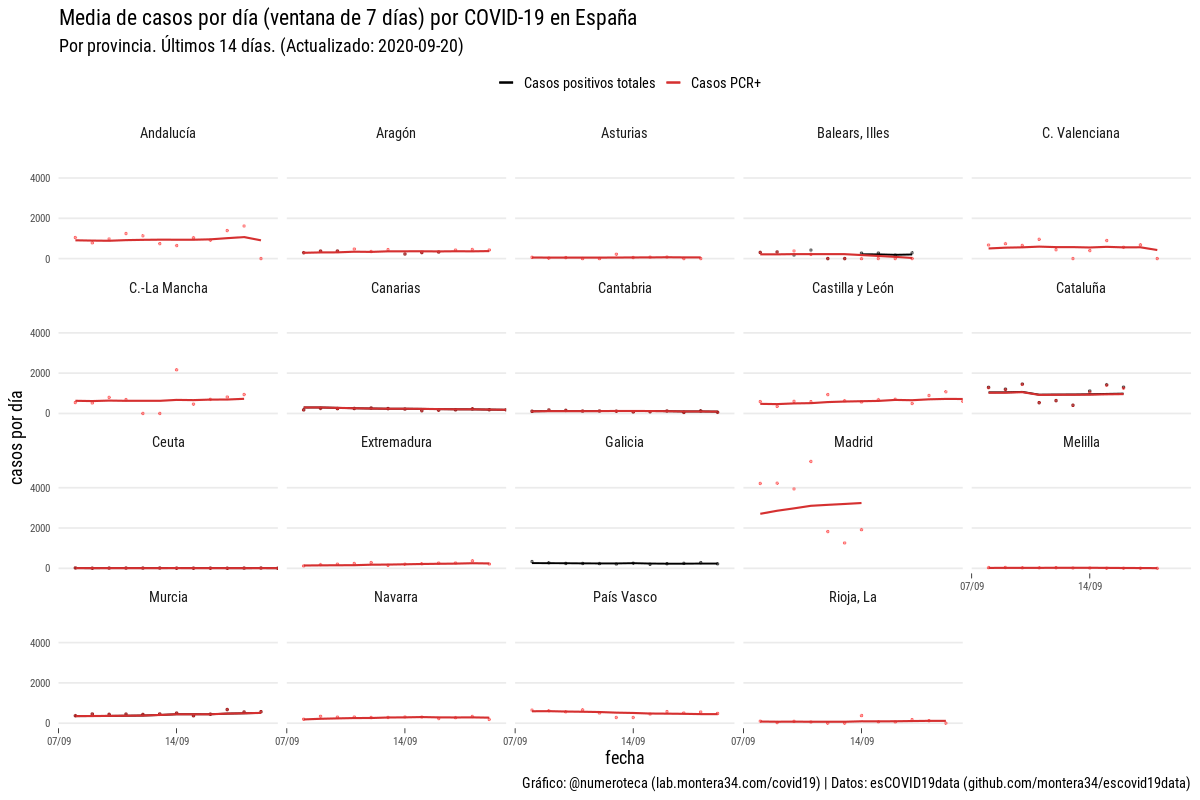 Media de casos por día (ventana de 7 días) por COVID-19 en España
Por provincia. Últimos 14 días. (Actualizado: 2020-09-20)
Casos positivos totales Casos PCR+
Andalucía Aragón Asturias Balears, Illes C. Valenciana
4000
2000
0
C.-La Mancha Canarias Cantabria Castilla y León Cataluña
4000
2000
0
casos por día
Ceuta Extremadura Galicia Madrid Melilla
4000
2000
0
07/09 14/09
Murcia Navarra País Vasco Rioja, La
4000
2000
0
07/09 14/09 07/09 14/09 07/09 14/09 07/09 14/09
fecha
Gráfico: @numeroteca (lab.montera34.com/covid19) | Datos: esCOVID19data (github.com/montera34/escovid19data)